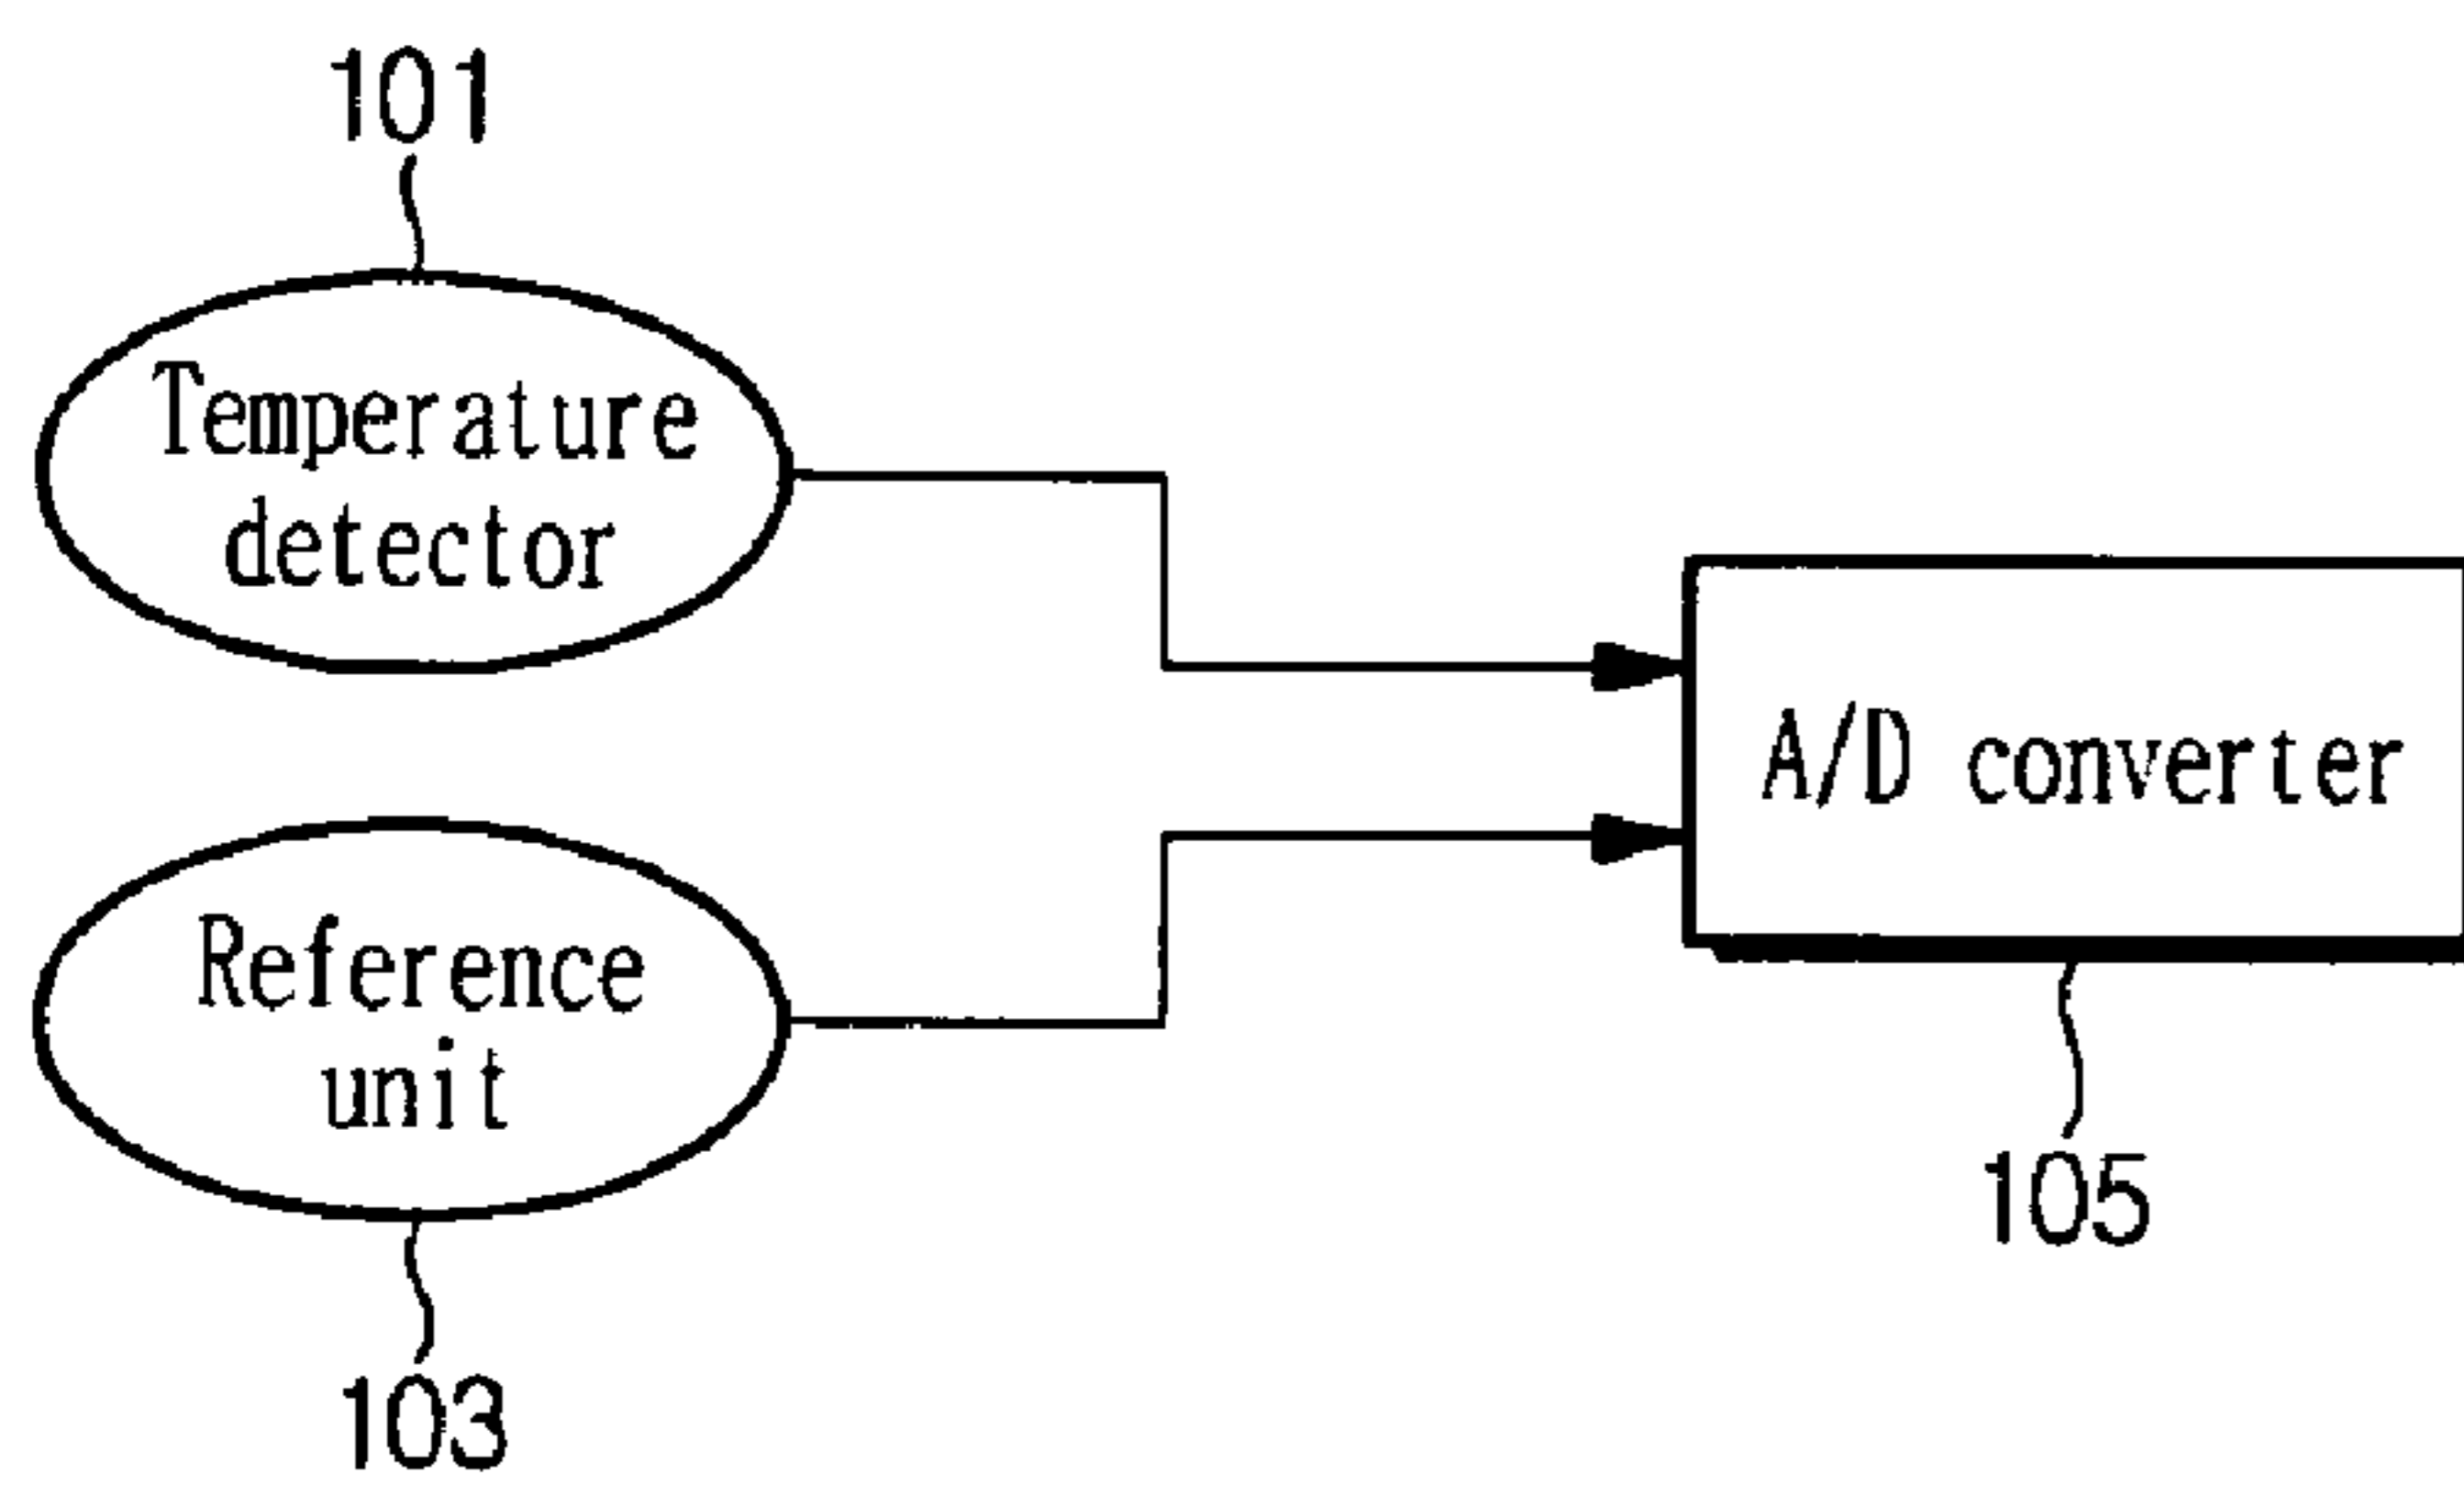 101
Temperature
detector
A/D converter
Reference
unit
105
103